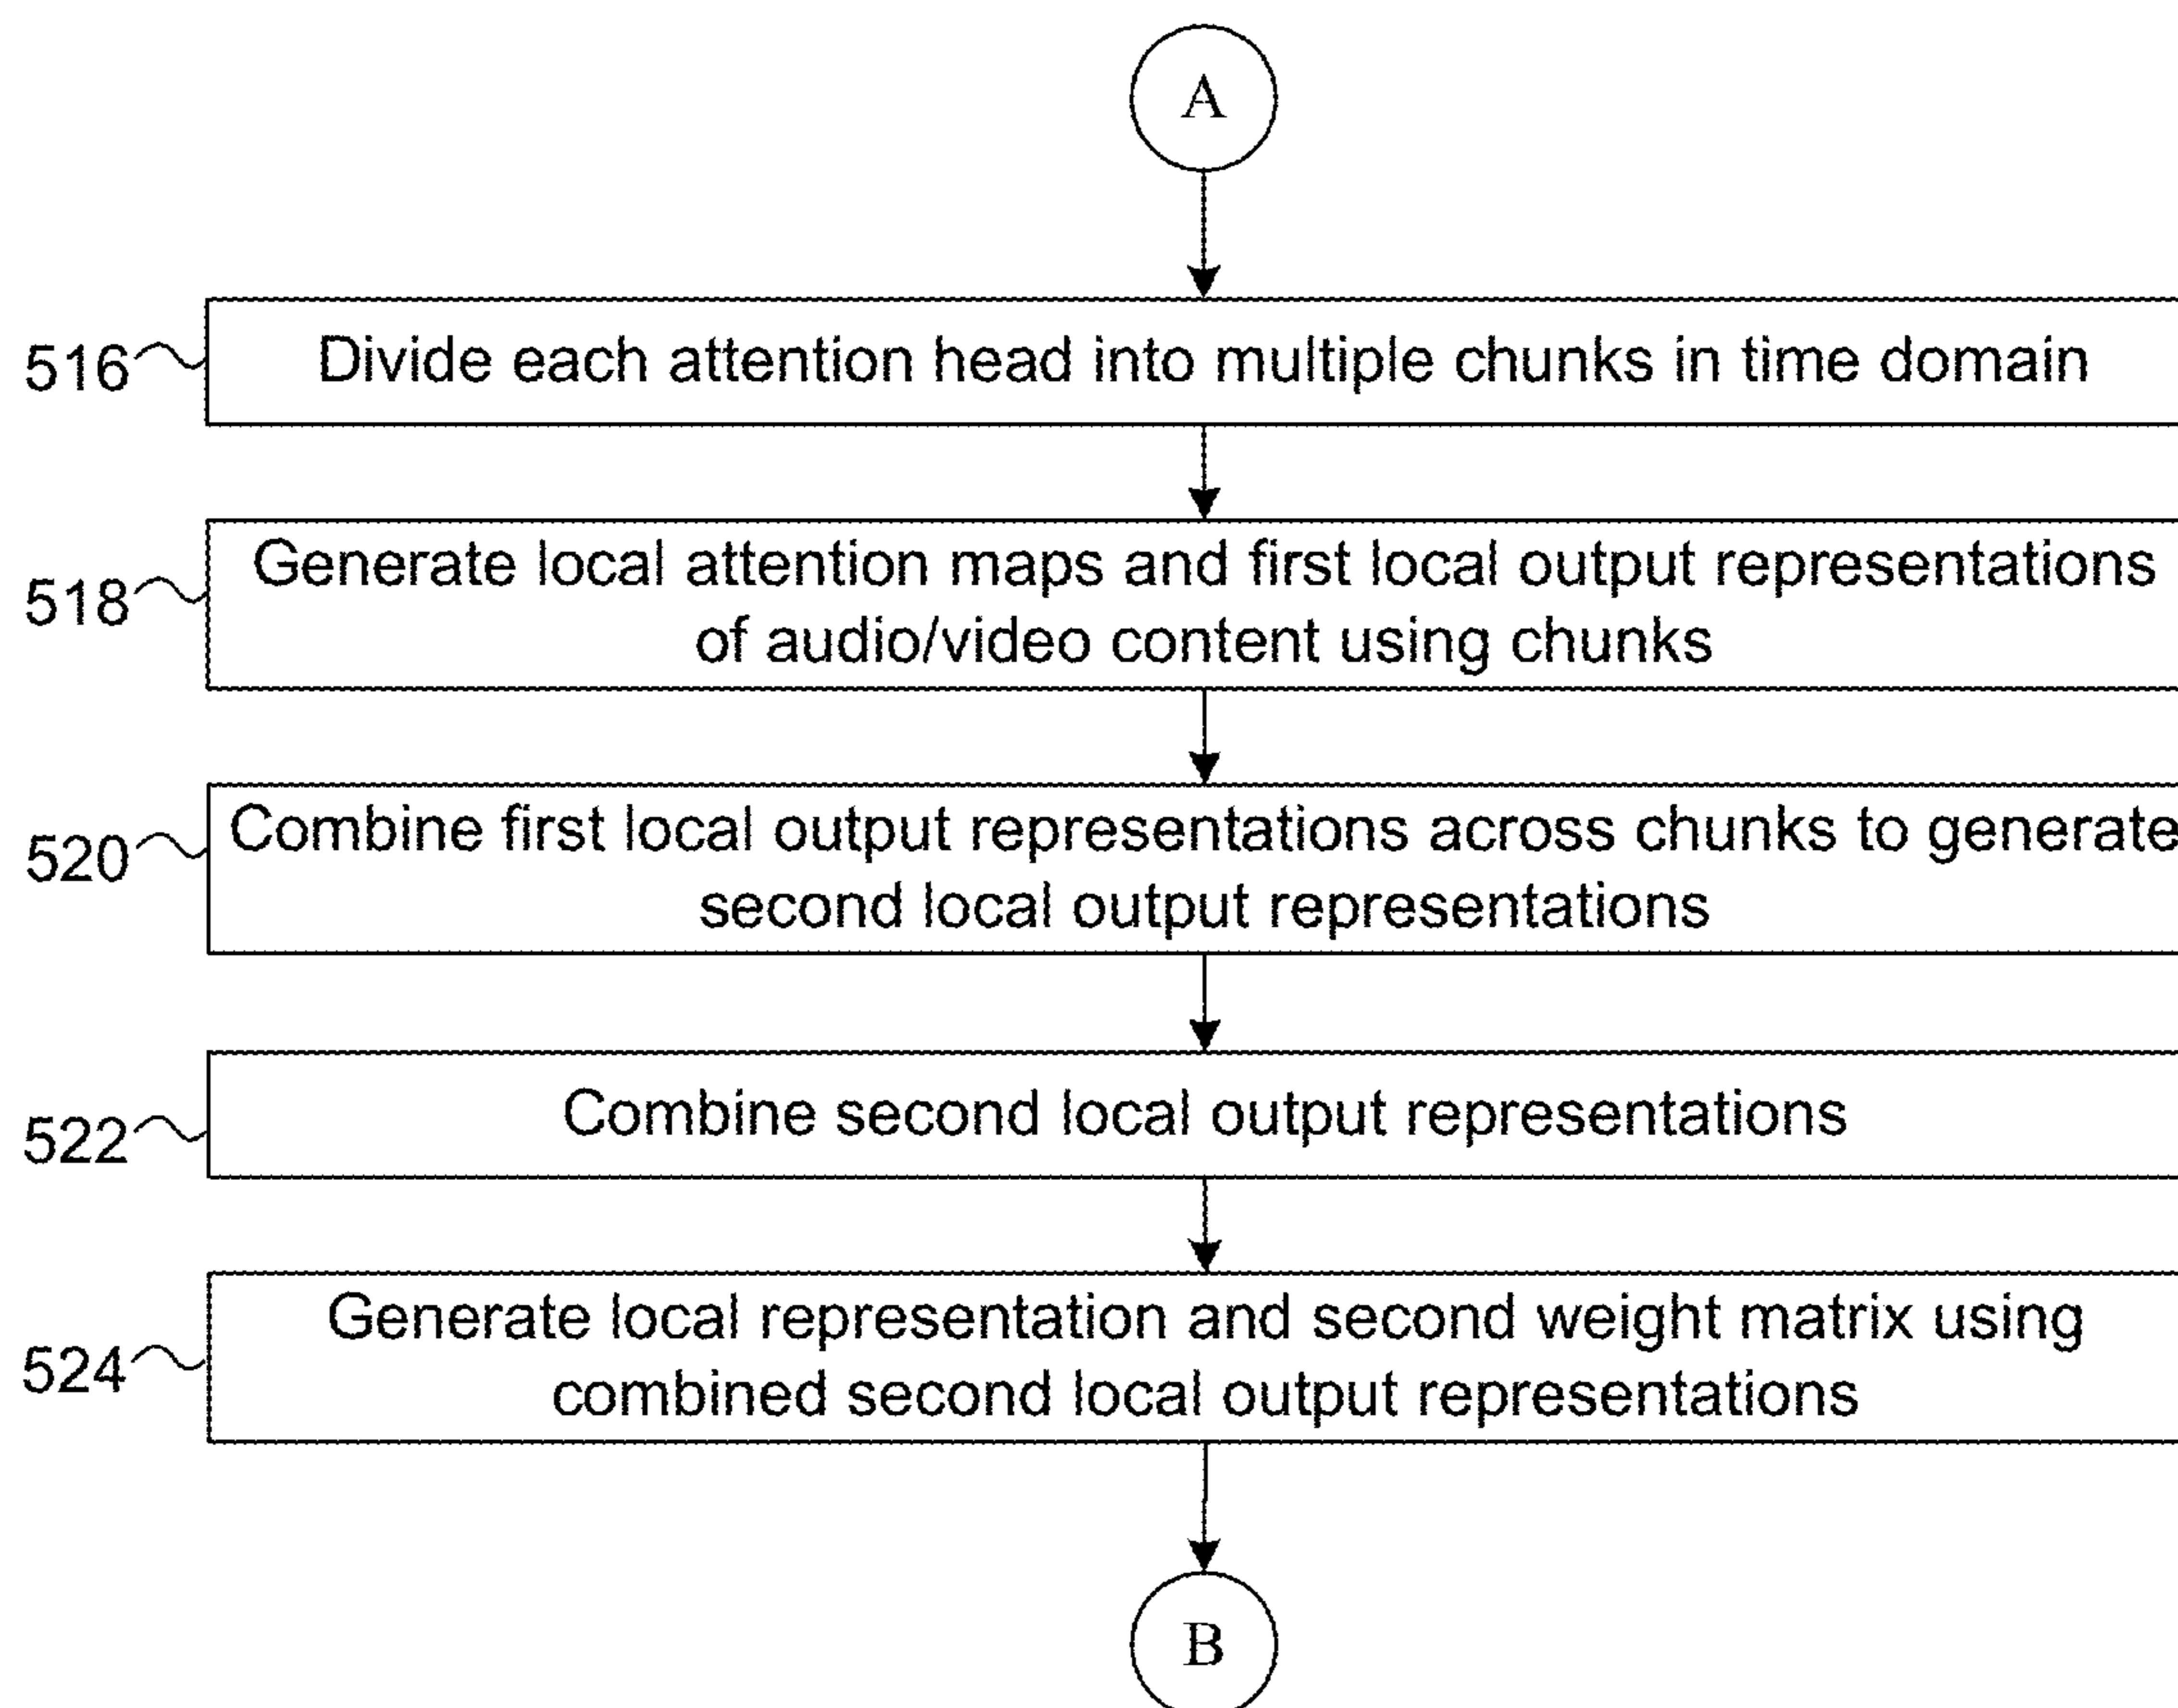 A
516
Divide each attention head into multiple chunks in time domain
518
Generate local attention maps and first local output representations
of audio/video content using chunks
520
Combine first local output representations across chunks to generate
second local output representations
522
Combine second local output representations
524
Generate local representation and second weight matrix using
combined second local output representations
B